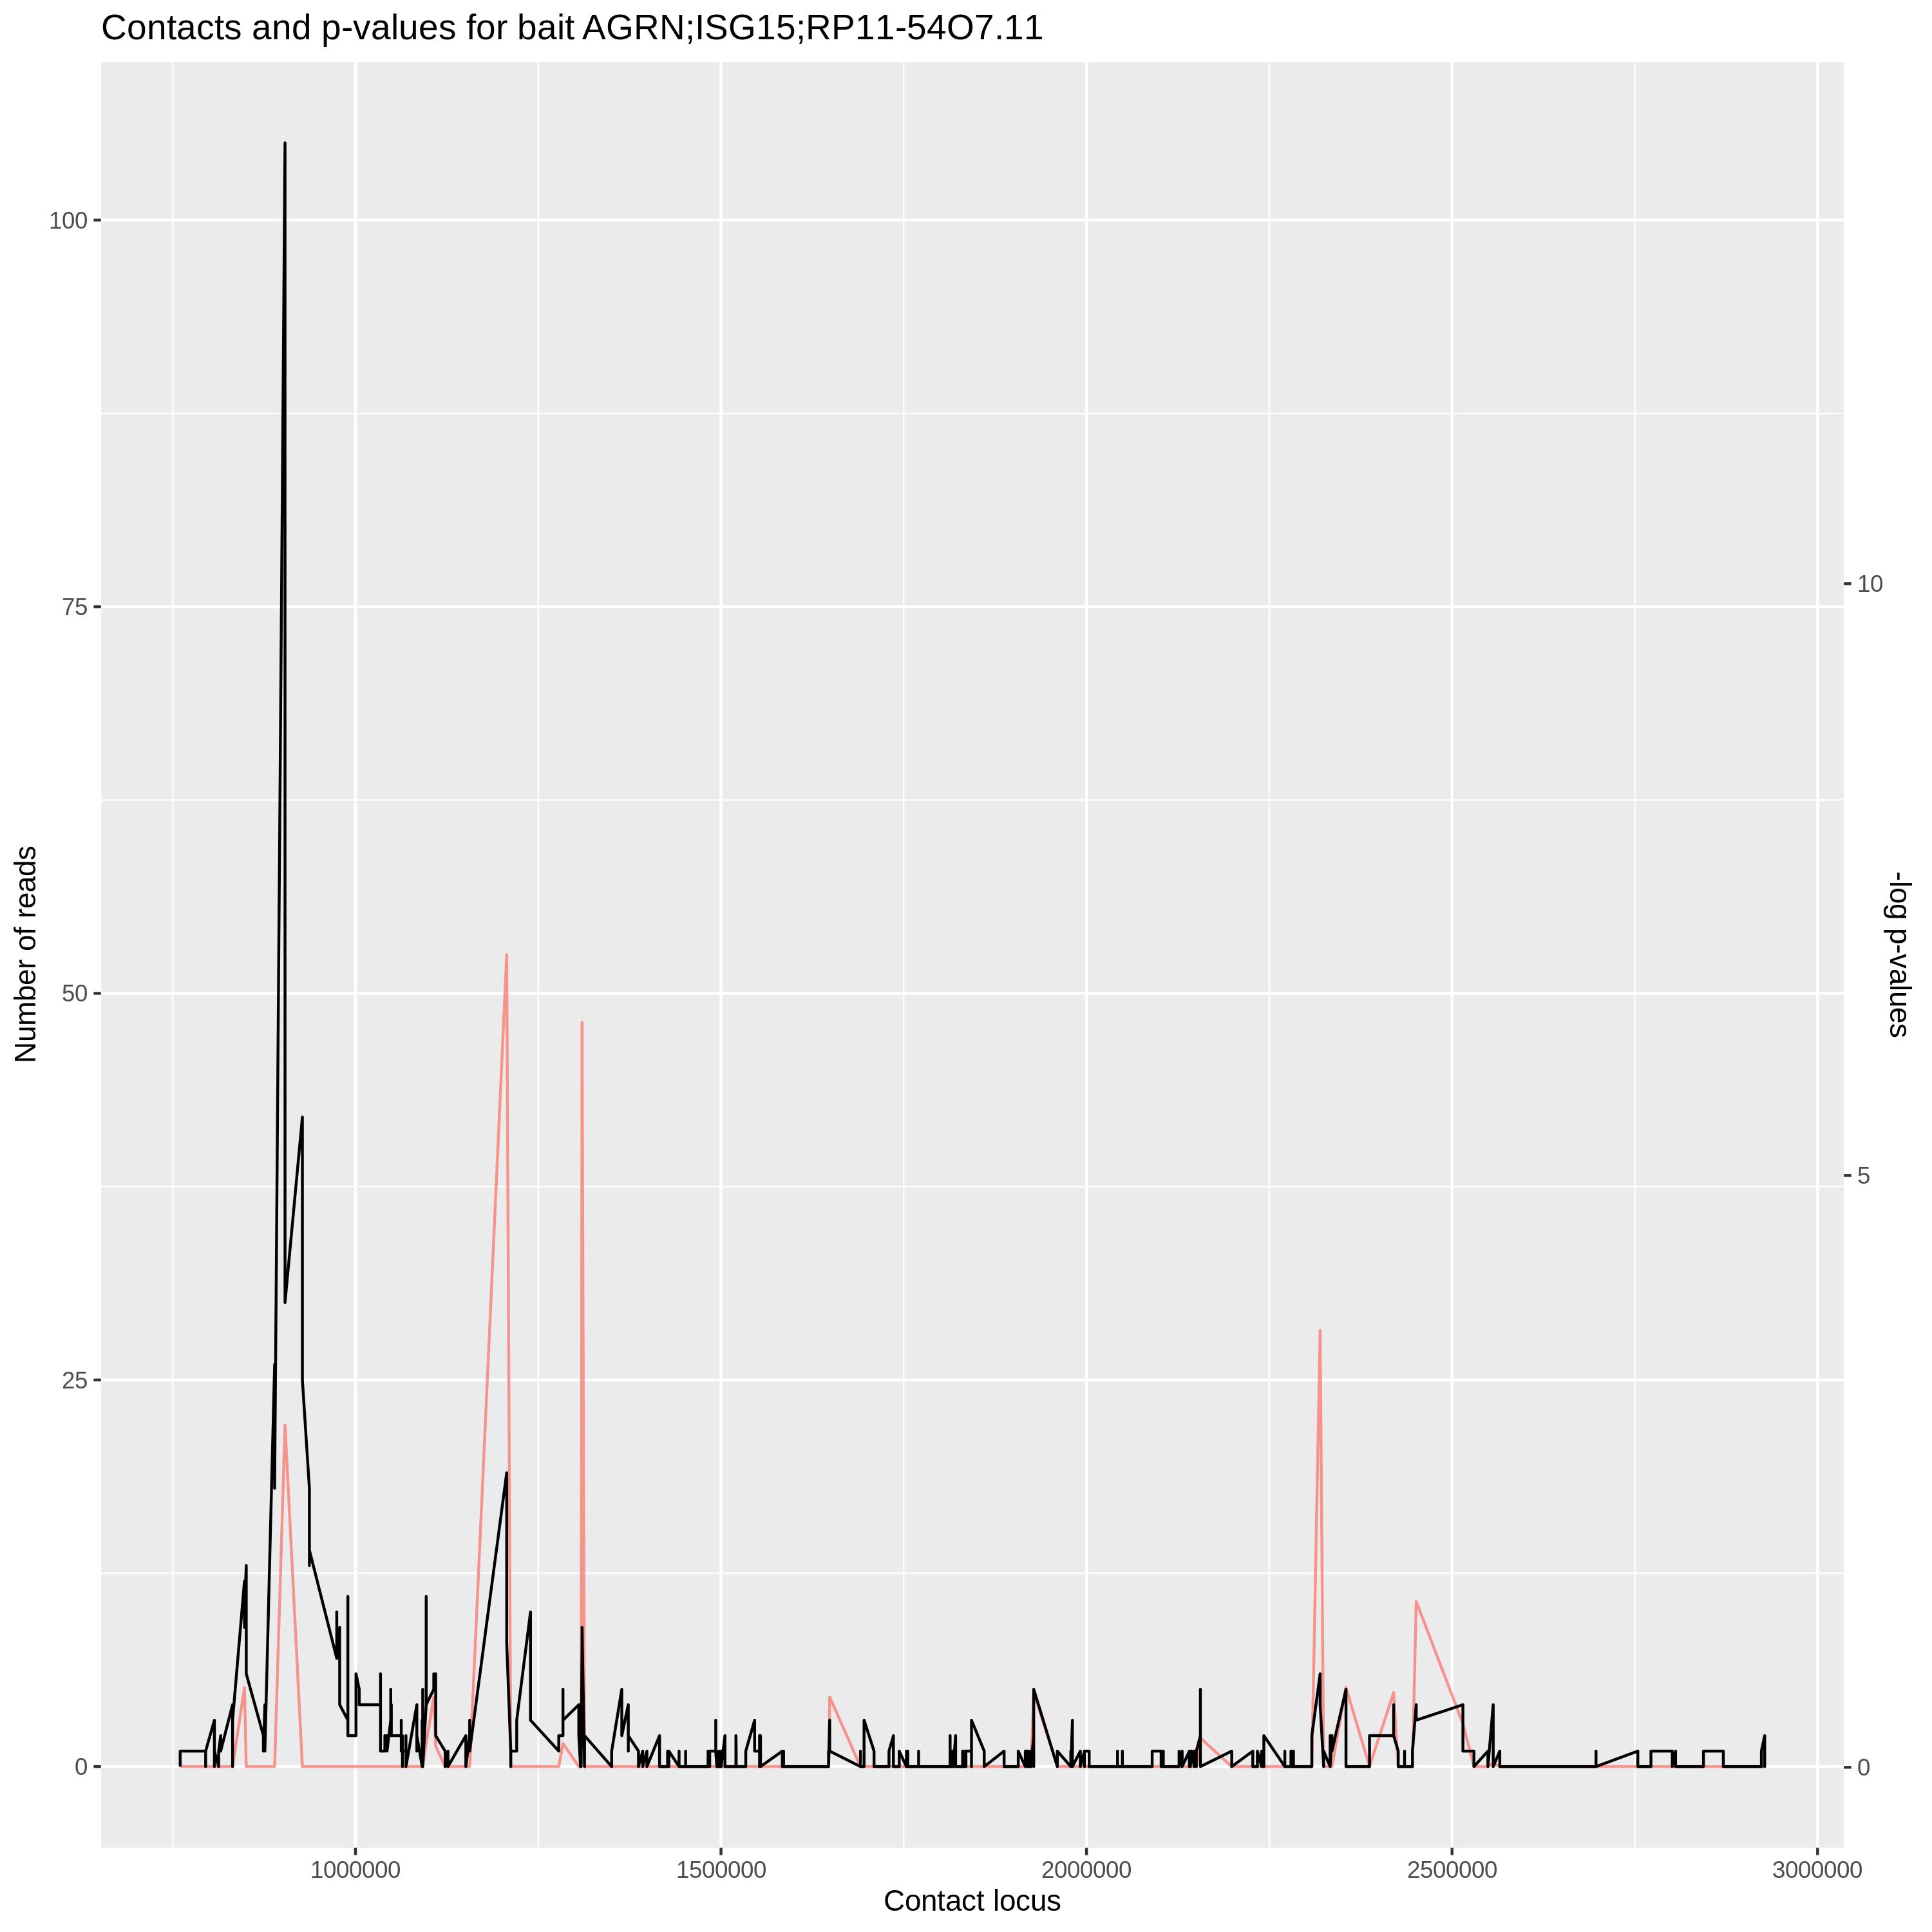 Contacts and p-values for bait AGRN;ISG15;RP11-54O7.11
100
75
50
25
0
Number of reads
10
5
0
-log p-values
1000000 1500000 2000000 2500000 3000000
Contact locus